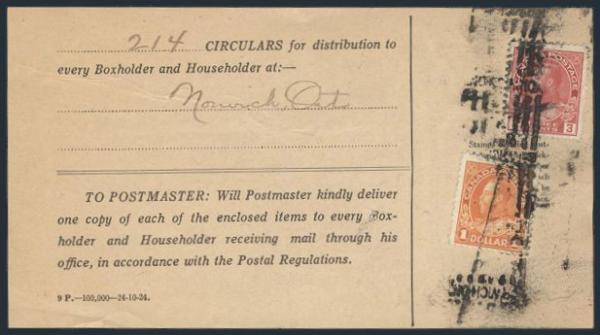 214 CIRCULARS for distribution to
every Boxholder and Householder at:—
Norwich, Ont
TO POSTMASTER: Will Postmaster kindly deliver
one copy of each of the enclosed items to every Box-
holder and Householder receiving mail through his
office, in accordance with the Postal Regulations.
9 P.—100,000—24-10-24.
POSTAGE
3
Stamps
CANADA
1 DOLLAR